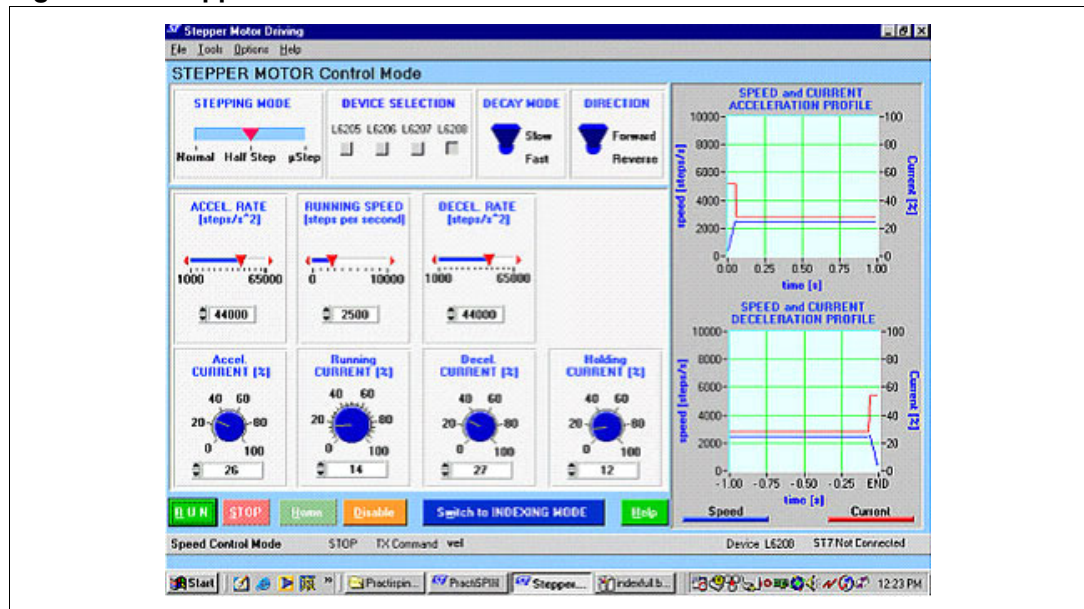 Stepper Motor Driving
File Tools Options Help
STEPPER MOTOR Control Mode
STEPPING MODE
Normal Half Step µStep
DEVICE SELECTION
L6205 L6206 L6207 L6208
DECAY MODE
Slow
Fast
DIRECTION
Forward
Reverse
ACCEL. RATE
[steps/s^2]
1000 65000
44000
RUNNING SPEED
[steps per second]
0 10000
2500
DECEL. RATE
[steps/s^2]
1000 65000
44000
Accel.
CURRENT [%]
40 60
20 80
0 100
26
Running
CURRENT [%]
40 60
20 80
0 100
14
Decel.
CURRENT [%]
40 60
20 80
0 100
27
Holding
CURRENT [%]
40 60
20 80
0 100
12
SPEED and CURRENT
ACCELERATION PROFILE
10000 100
8000 80
6000 60
4000 40
2000 20
0 0
speed [steps/s]
Current [%]
0.00 0.25 0.50 0.75 1.00
time [s]
SPEED and CURRENT
DECELERATION PROFILE
10000 100
8000 80
6000 60
4000 40
2000 20
0 0
speed [steps/s]
Current [%]
-1.00 -0.75 -0.50 -0.25 END
time [s]
Speed Current
RUN STOP Home Disable Switch to INDEXING MODE Help
Speed Control Mode STOP TX Command vel Device L6208 ST7 Not Connected
Start Practispin... PractiSPIN Stepper... indexful.b... 12:23 PM